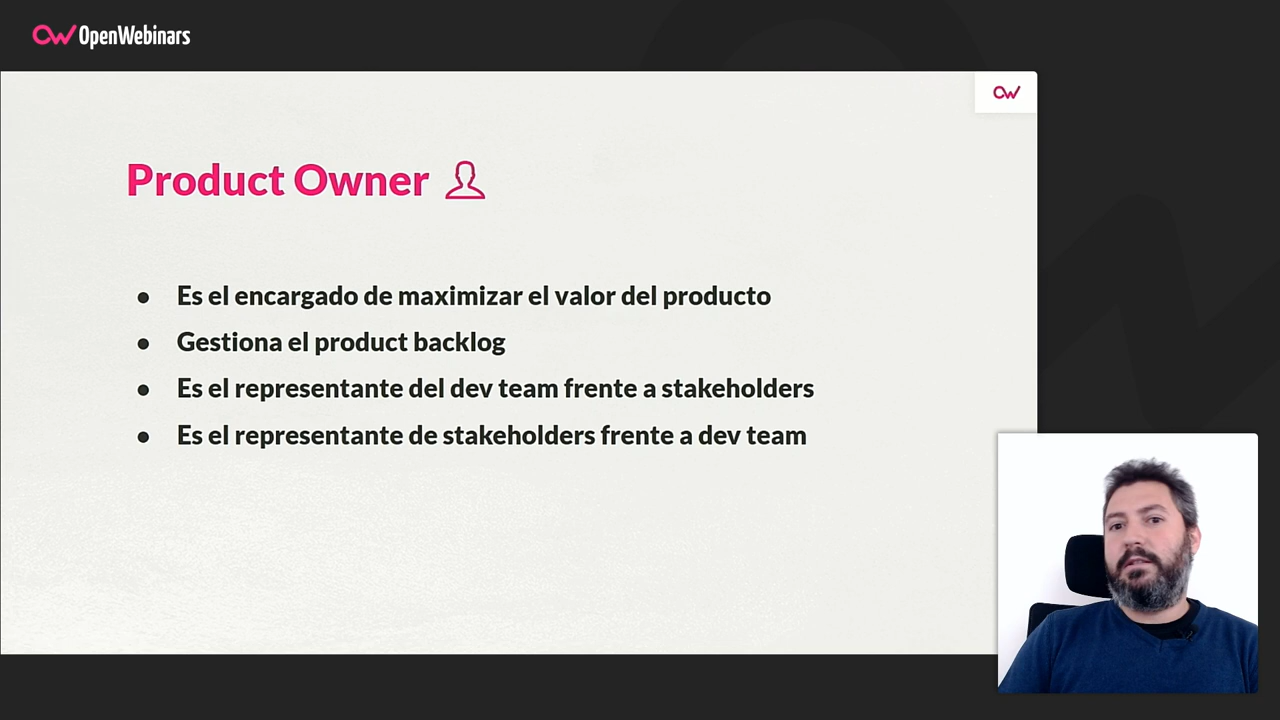 OpenWebinars
Product Owner
● Es el encargado de maximizar el valor del producto
● Gestiona el product backlog
● Es el representante del dev team frente a stakeholders
● Es el representante de stakeholders frente a dev team